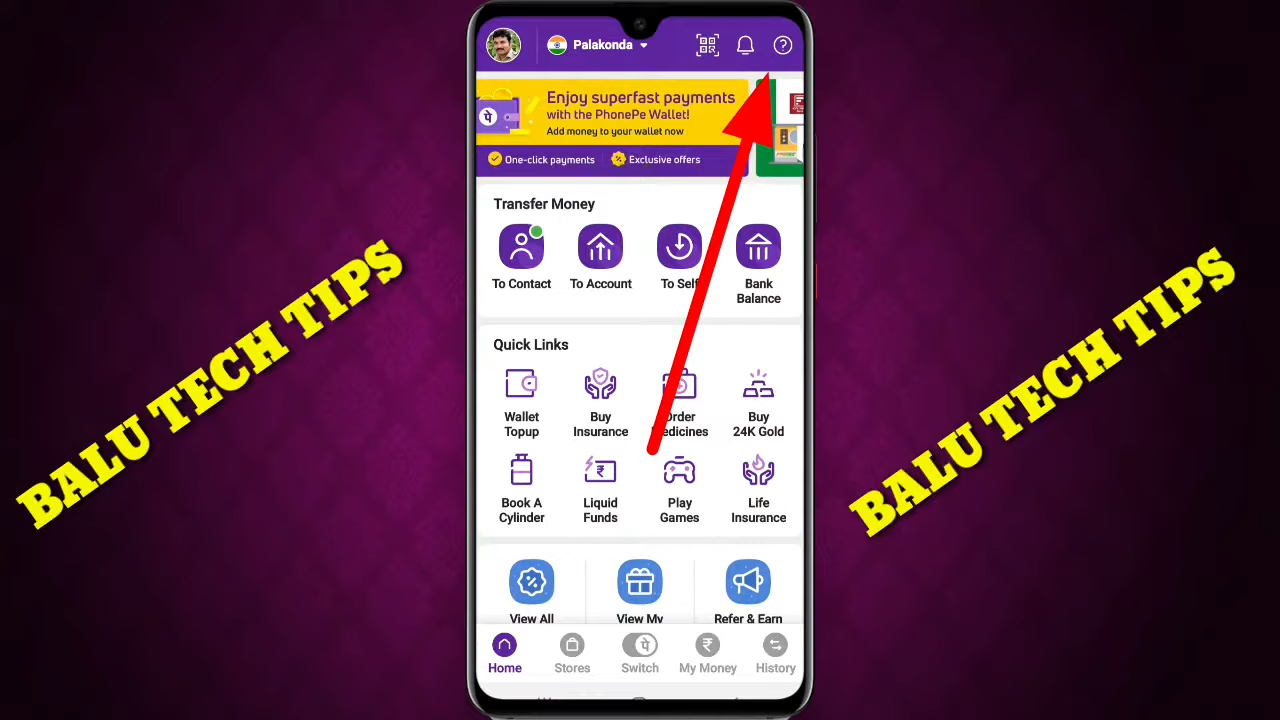 Palakonda
Enjoy superfast payments
with the PhonePe Wallet!
Add money to your wallet now
पे
One-click payments
Exclusive offers
Transfer Money
To Contact
To Account
To Self
Bank
Balance
Quick Links
Wallet
Topup
Buy
Insurance
Order
Medicines
Buy
24K Gold
Book A
Cylinder
Liquid
Funds
Play
Games
Life
Insurance
View All
View My
Refer & Earn
Home
Stores
पे
Switch
My Money
History
BALU TECH TIPS
BALU TECH TIPS